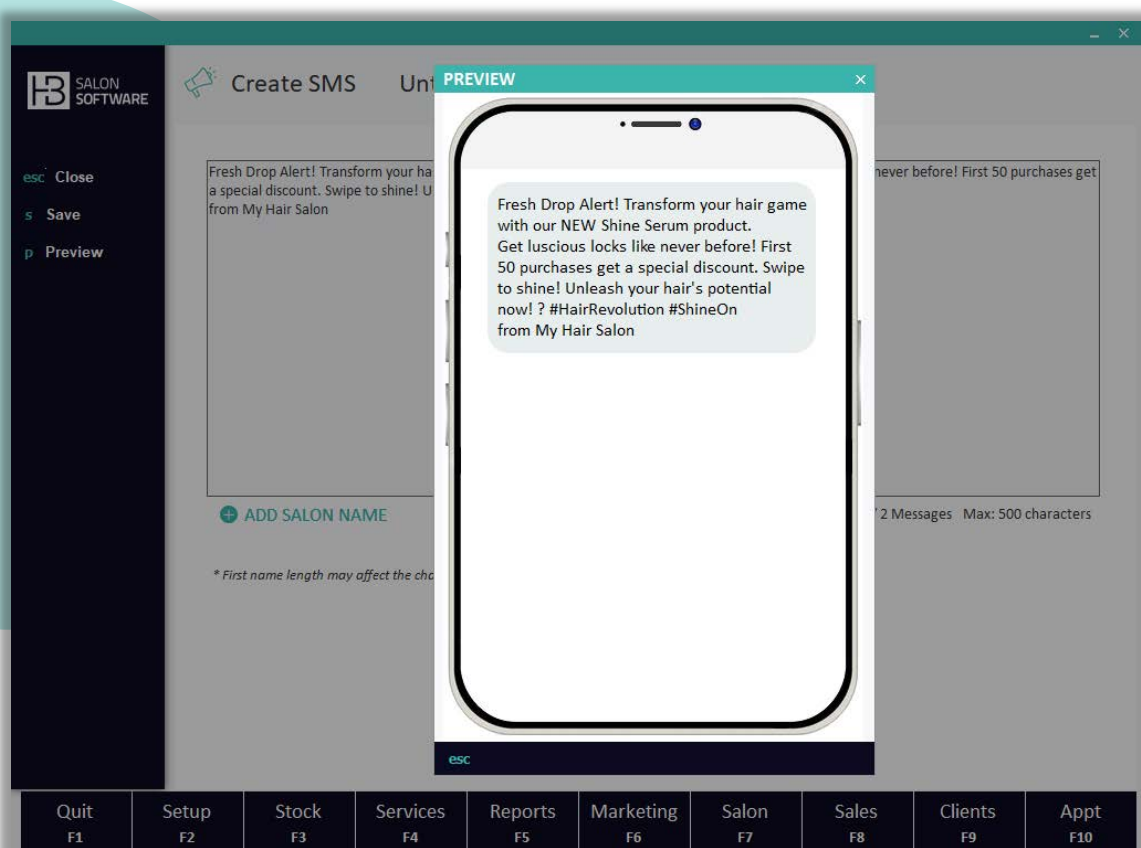 HB SALON SOFTWARE
Create SMS Unt
esc Close
s Save
p Preview
Fresh Drop Alert! Transform your ha
a special discount. Swipe to shine! U
from My Hair Salon
never before! First 50 purchases get
ADD SALON NAME
2 Messages Max: 500 characters
* First name length may affect the cha
PREVIEW
Fresh Drop Alert! Transform your hair game
with our NEW Shine Serum product.
Get luscious locks like never before! First
50 purchases get a special discount. Swipe
to shine! Unleash your hair's potential
now! ? #HairRevolution #ShineOn
from My Hair Salon
esc
Quit Setup Stock Services Reports Marketing Salon Sales Clients Appt
F1 F2 F3 F4 F5 F6 F7 F8 F9 F10